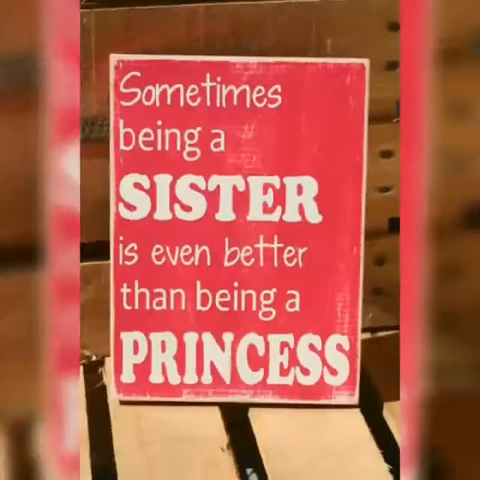 Sometimes
being a
SISTER
is even better
than being a
PRINCESS